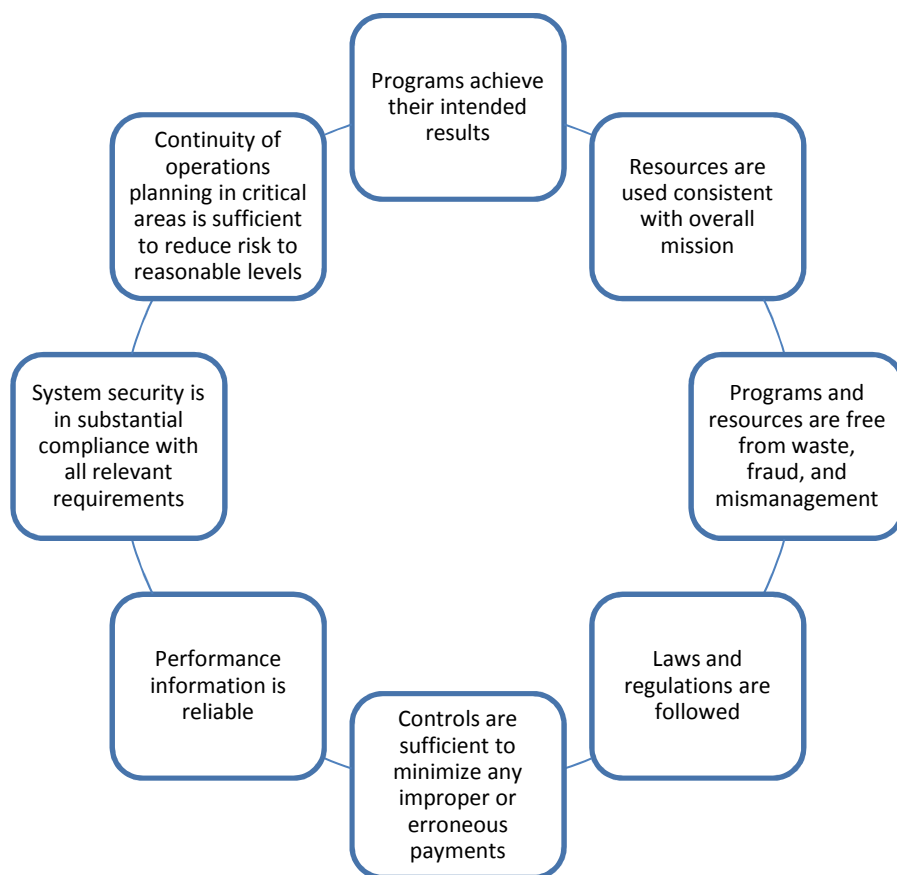 Programs achieve
their intended
results
Resources are
used consistent
with overall
mission
Programs and
resources are free
from waste,
fraud, and
mismanagement
Laws and
regulations are
followed
Controls are
sufficient to
minimize any
improper or
erroneous
payments
Performance
information is
reliable
System security is
in substantial
compliance with
all relevant
requirements
Continuity of
operations
planning in critical
areas is sufficient
to reduce risk to
reasonable levels